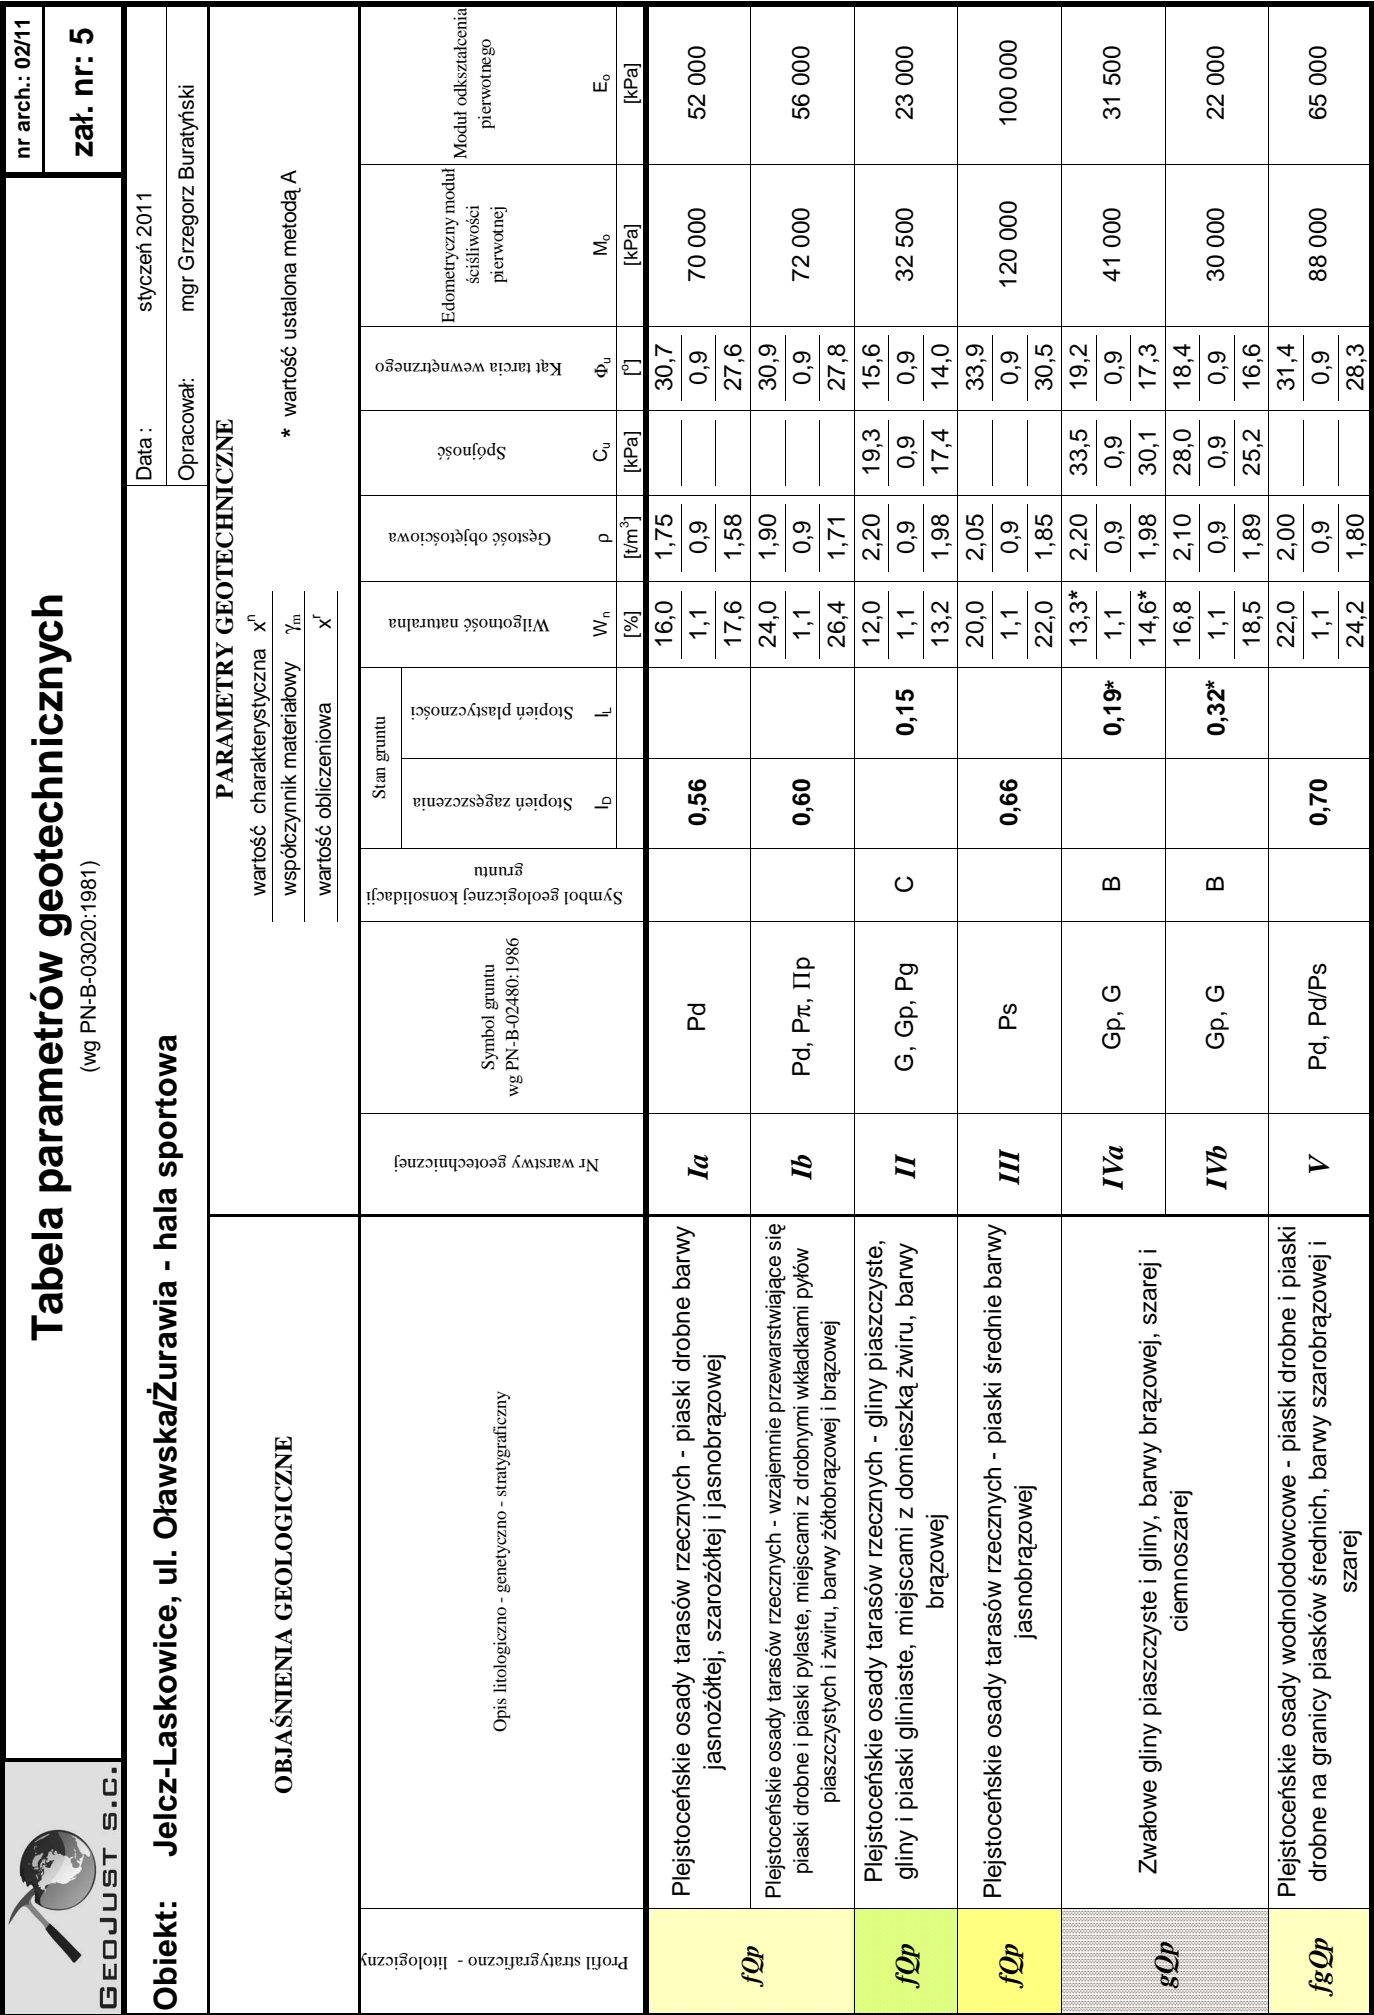 GEOJUST S.C.
Tabela parametrów geotechnicznych
(wg PN-B-03020:1981)
nr arch.: 02/11
zał. nr: 5
Obiekt: Jelcz-Laskowice, ul. Oławska/Żurawia - hala sportowa
Data : styczeń 2011
Opracował: mgr Grzegorz Buratyński
OBJAŚNIENIA GEOLOGICZNE
PARAMETRY GEOTECHNICZNE
wartość charakterystyczna xⁿ
współczynnik materiałowy γₘ
wartość obliczeniowa xʳ
* wartość ustalona metodą A
Profil stratygraficzno - litologiczny
Opis litologiczno - genetyczno - stratygraficzny
Nr warstwy geotechnicznej
Symbol gruntu
wg PN-B-02480:1986
Symbol geologicznej konsolidacji
gruntu
Stan gruntu
Stopień zagęszczenia I_D
Stopień plastyczności I_L
Wilgotność naturalna Wₙ [%]
Gęstość objętościowa ρ [t/m³]
Spójność Cᵤ [kPa]
Kąt tarcia wewnętrznego Φᵤ [°]
Edometryczny moduł
ściśliwości
pierwotnej
M₀ [kPa]
Moduł odkształcenia
pierwotnego
E₀ [kPa]
fQp
Plejstoceńskie osady tarasów rzecznych - piaski drobne barwy
jasnożółtej, szarożółtej i jasnobrązowej
Ia Pd 0,56 16,0 1,75 30,7 70 000 52 000
1,1 0,9 0,9
17,6 1,58 27,6
Plejstoceńskie osady tarasów rzecznych - wzajemnie przewarstwiające się
piaski drobne i piaski pylaste, miejscami z drobnymi wkładkami pyłów
piaszczystych i żwiru, barwy żółtobrązowej i brązowej
Ib Pd, Pπ, Πp 0,60 24,0 1,90 30,9 72 000 56 000
1,1 0,9 0,9
26,4 1,71 27,8
fQp
Plejstoceńskie osady tarasów rzecznych - gliny piaszczyste,
gliny i piaski gliniaste, miejscami z domieszką żwiru, barwy
brązowej
II G, Gp, Pg C 0,15 12,0 2,20 19,3 15,6 32 500 23 000
1,1 0,9 0,9 0,9
13,2 1,98 17,4 14,0
fQp
Plejstoceńskie osady tarasów rzecznych - piaski średnie barwy
jasnobrązowej
III Ps 0,66 20,0 2,05 33,9 120 000 100 000
1,1 0,9 0,9
22,0 1,85 30,5
gQp
Zwałowe gliny piaszczyste i gliny, barwy brązowej, szarej i
ciemnoszarej
IVa Gp, G B 0,19* 13,3* 2,20 33,5 19,2 41 000 31 500
1,1 0,9 0,9 0,9
14,6* 1,98 30,1 17,3
IVb Gp, G B 0,32* 16,8 2,10 28,0 18,4 30 000 22 000
1,1 0,9 0,9 0,9
18,5 1,89 25,2 16,6
fgQp
Plejstoceńskie osady wodnolodowcowe - piaski drobne i piaski
drobne na granicy piasków średnich, barwy szarobrązowej i
szarej
V Pd, Pd/Ps 0,70 22,0 2,00 31,4 88 000 65 000
1,1 0,9 0,9
24,2 1,80 28,3